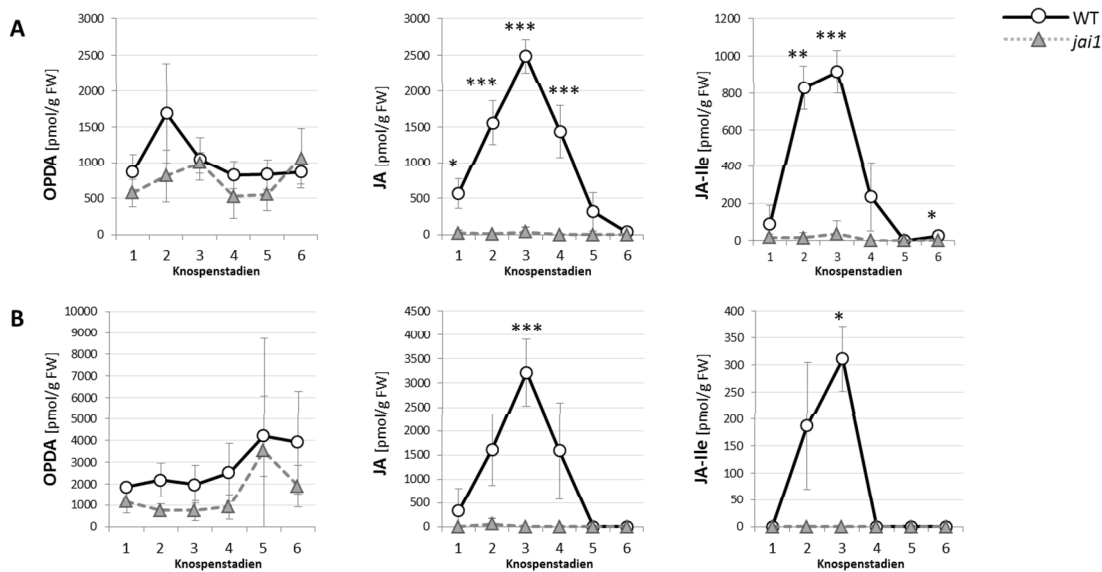 A
WT
jai1
OPDA [pmol/g FW]
3000
2500
2000
1500
1000
500
0
1 2 3 4 5 6
Knospenstadien
JA [pmol/g FW]
3000
2500
2000
1500
1000
500
0
* *** *** ***
1 2 3 4 5 6
Knospenstadien
JA-Ile [pmol/g FW]
1200
1000
800
600
400
200
0
** *** *
1 2 3 4 5 6
Knospenstadien
B
OPDA [pmol/g FW]
10000
9000
8000
7000
6000
5000
4000
3000
2000
1000
0
1 2 3 4 5 6
Knospenstadien
JA [pmol/g FW]
4500
4000
3500
3000
2500
2000
1500
1000
500
0
***
1 2 3 4 5 6
Knospenstadien
JA-Ile [pmol/g FW]
400
350
300
250
200
150
100
50
0
*
1 2 3 4 5 6
Knospenstadien